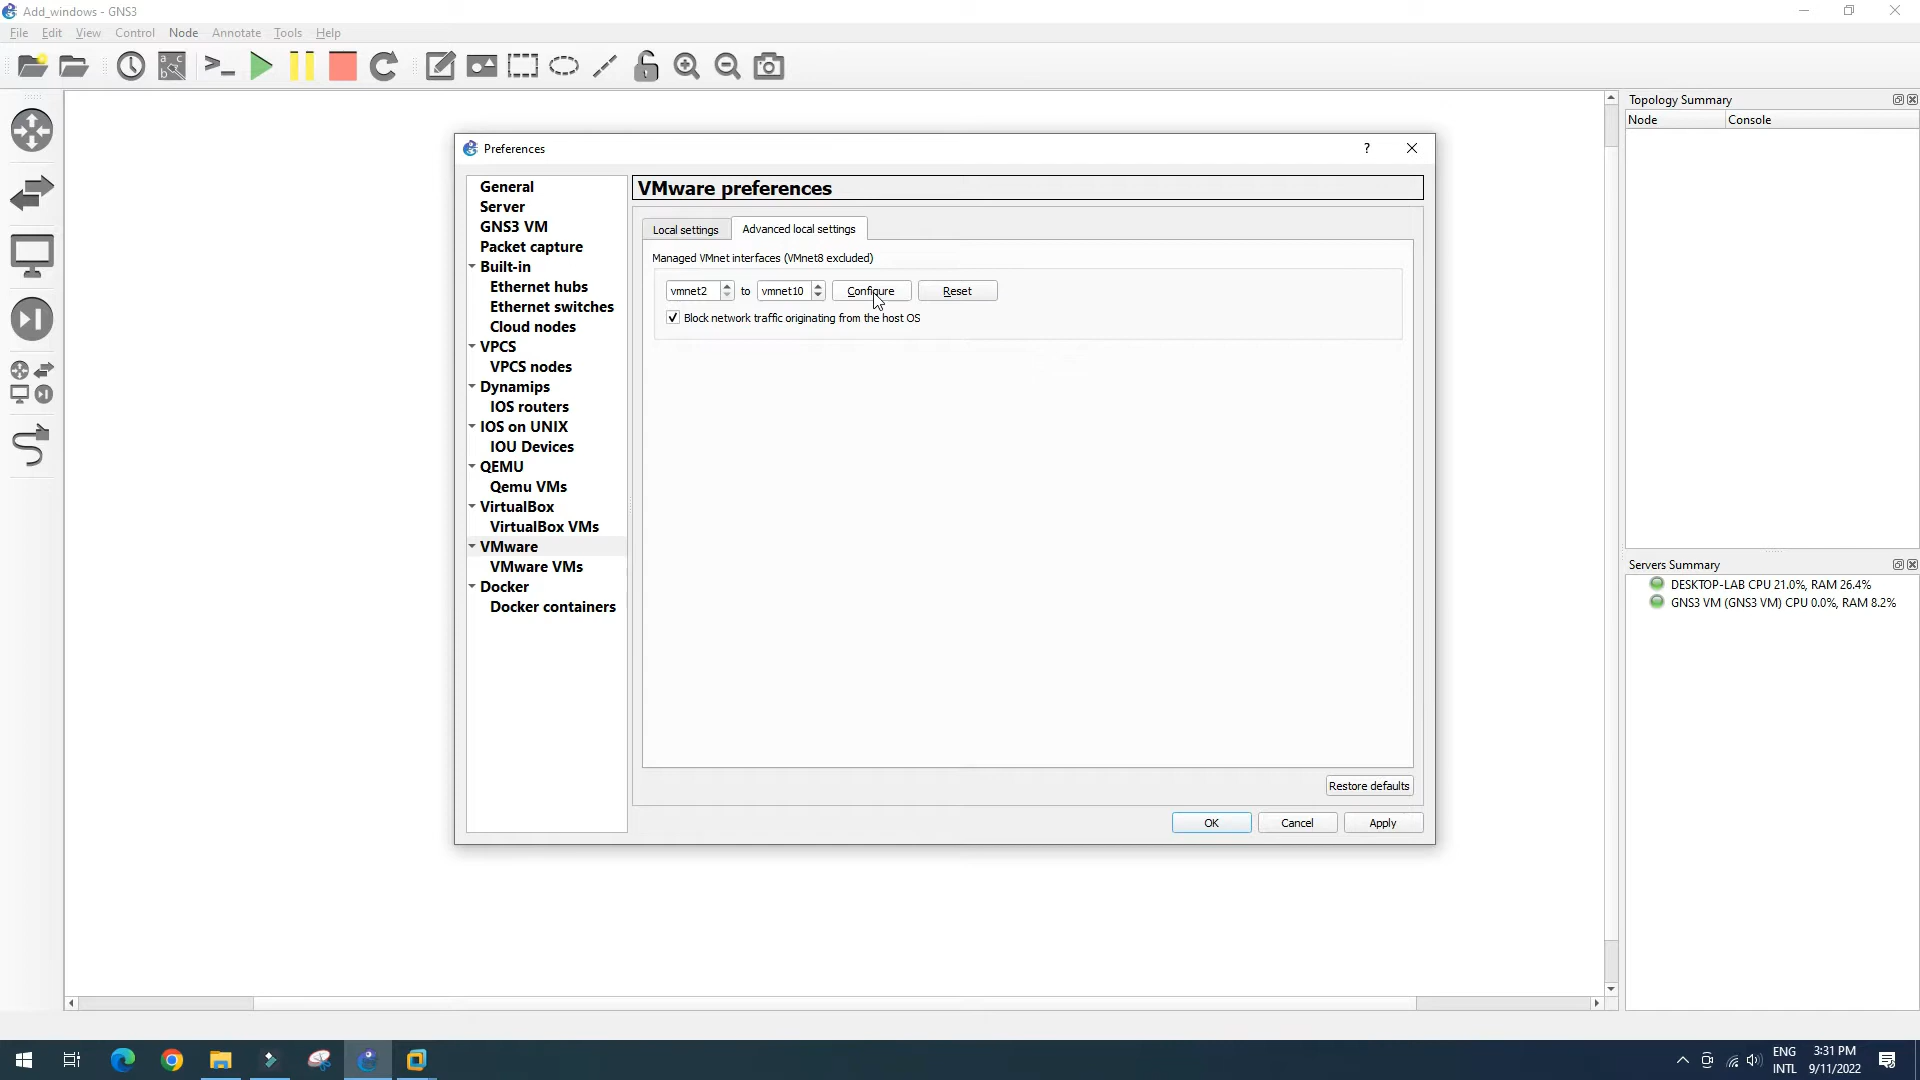 Add_windows - GNS3
File Edit View Control Node Annotate Tools Help
Topology Summary
Node Console
Preferences
?
General
Server
GNS3 VM
Packet capture
Built-in
Ethernet hubs
Ethernet switches
Cloud nodes
VPCS
VPCS nodes
Dynamips
IOS routers
IOS on UNIX
IOU Devices
QEMU
Qemu VMs
VirtualBox
VirtualBox VMs
VMware
VMware VMs
Docker
Docker containers
VMware preferences
Local settings Advanced local settings
Managed VMnet interfaces (VMnet8 excluded)
vmnet2 to vmnet10 Configure Reset
Block network traffic originating from the host OS
Restore defaults
OK Cancel Apply
Servers Summary
DESKTOP-LAB CPU 21.0%, RAM 26.4%
GNS3 VM (GNS3 VM) CPU 0.0%, RAM 8.2%
ENG
INTL
3:31 PM
9/11/2022